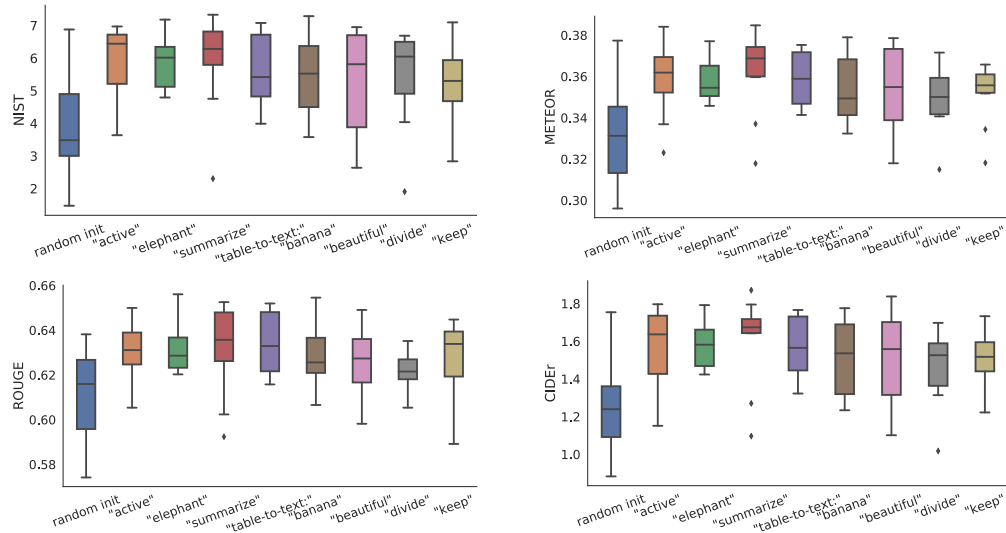 7
6
5
4
3
2
NIST
random init
"active"
"elephant"
"summarize"
"table-to-text:"
"banana"
"beautiful"
"divide"
"keep"
0.38
0.36
0.34
0.32
0.30
METEOR
random init
"active"
"elephant"
"summarize"
"table-to-text:"
"banana"
"beautiful"
"divide"
"keep"
0.66
0.64
0.62
0.60
0.58
ROUGE
random init
"active"
"elephant"
"summarize"
"table-to-text:"
"banana"
"beautiful"
"divide"
"keep"
1.8
1.6
1.4
1.2
1.0
CIDEr
random init
"active"
"elephant"
"summarize"
"table-to-text:"
"banana"
"beautiful"
"divide"
"keep"